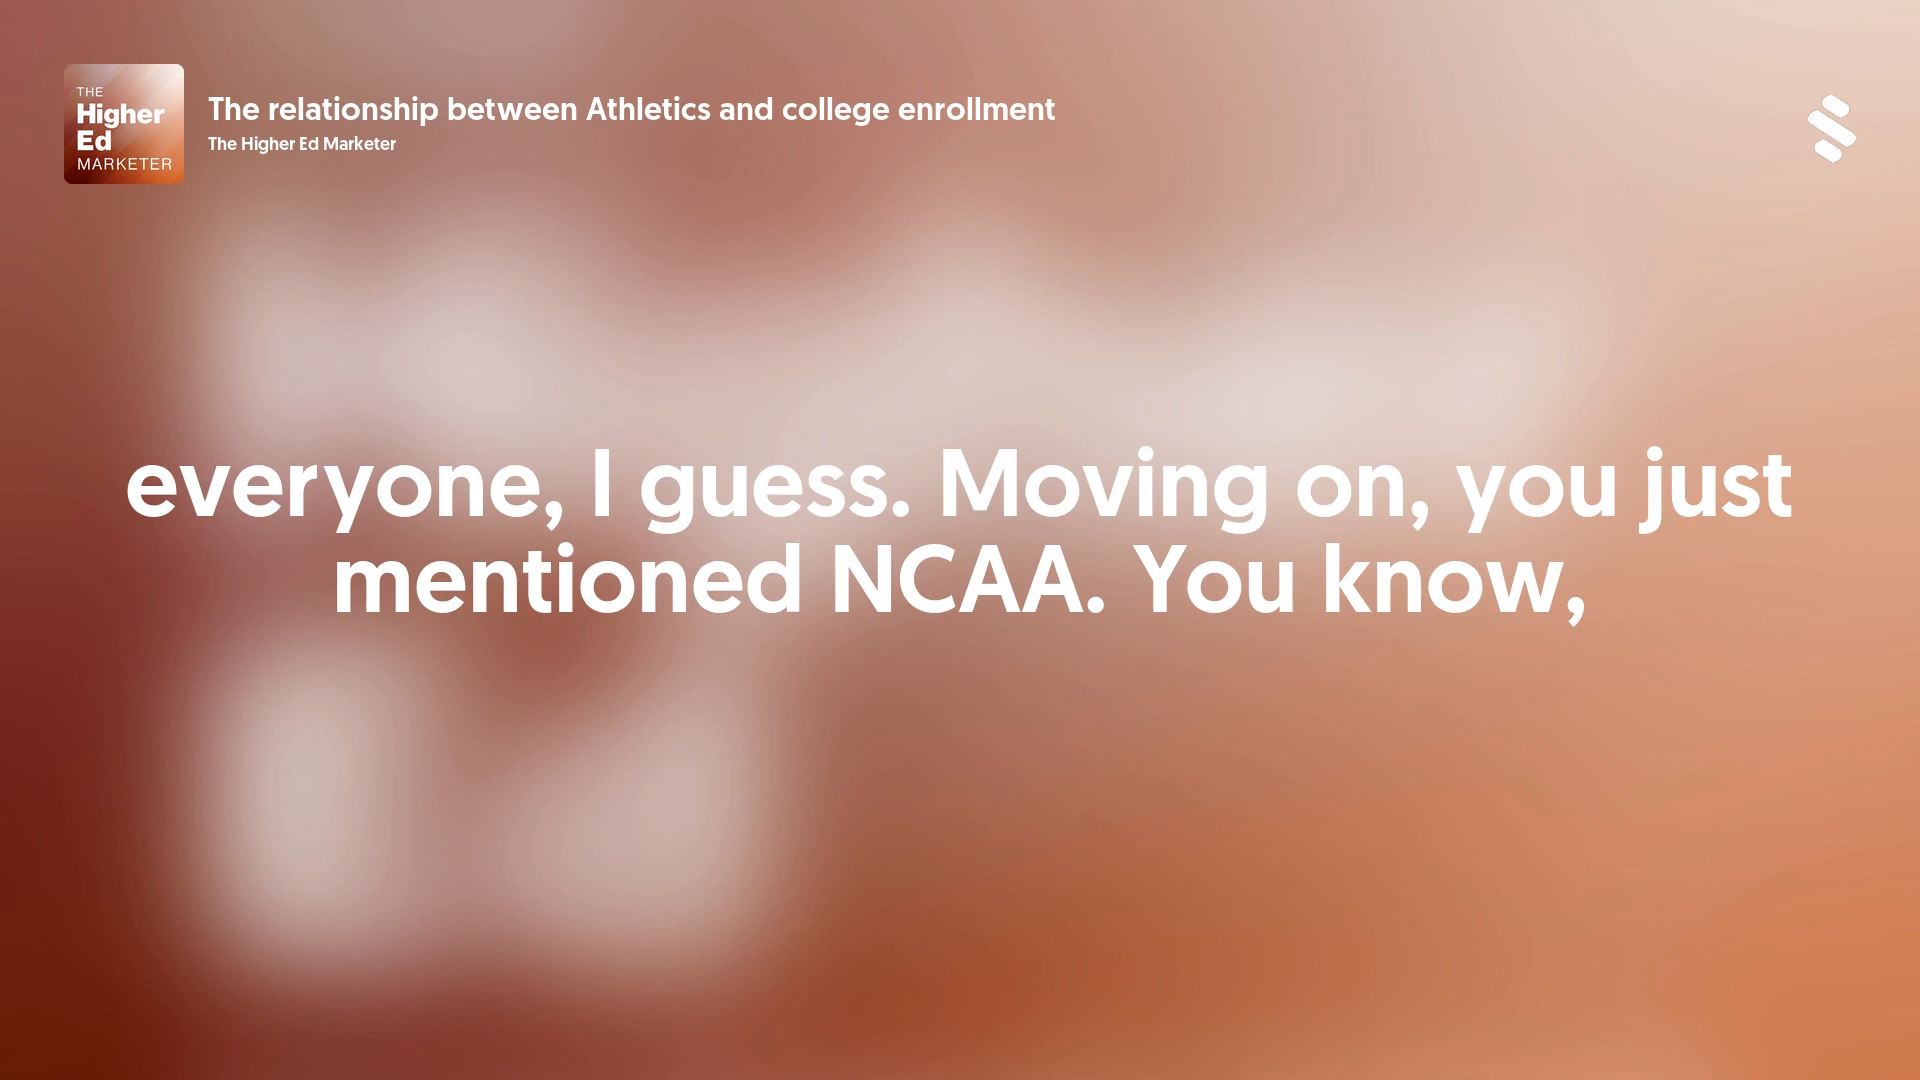 THE
Higher
Ed
MARKETER
The relationship between Athletics and college enrollment
The Higher Ed Marketer
everyone, I guess. Moving on, you just
mentioned NCAA. You know,